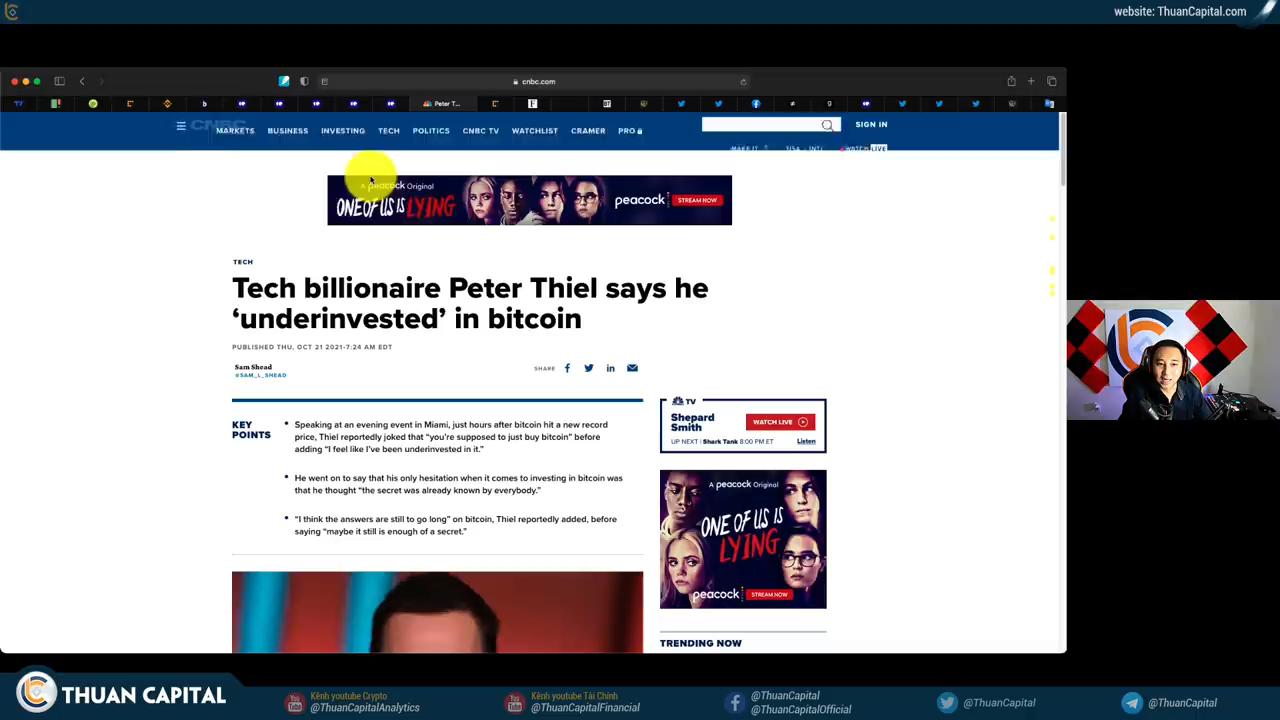 website: ThuanCapital.com
cnbc.com
Peter T...
CNBC
MARKETS BUSINESS INVESTING TECH POLITICS CNBC TV WATCHLIST CRAMER PRO
SIGN IN
MAKE IT
WATCH LIVE
A peacock Original
ONE OF US IS LYING
peacock
STREAM NOW
TECH
Tech billionaire Peter Thiel says he
‘underinvested’ in bitcoin
PUBLISHED THU, OCT 21 2021•7:24 AM EDT
Sam Shead
@SAM_L_SHEAD
SHARE
KEY
POINTS
• Speaking at an evening event in Miami, just hours after bitcoin hit a new record
price, Thiel reportedly joked that “you’re supposed to just buy bitcoin” before
adding “I feel like I’ve been underinvested in it.”
• He went on to say that his only hesitation when it comes to investing in bitcoin was
that he thought “the secret was already known by everybody.”
• “I think the answers are still to go long” on bitcoin, Thiel reportedly added, before
saying “maybe it still is enough of a secret.”
TV
Shepard
Smith
WATCH LIVE
UP NEXT | Shark Tank 8:00 PM ET
Listen
A peacock Original
ONE OF US IS
LYING
peacock
STREAM NOW
TRENDING NOW
THUAN CAPITAL
Kênh youtube Crypto
@ThuanCapitalAnalytics
Kênh youtube Tài Chính
@ThuanCapitalFinancial
@ThuanCapital
@ThuanCapitalOfficial
@ThuanCapital
@ThuanCapital